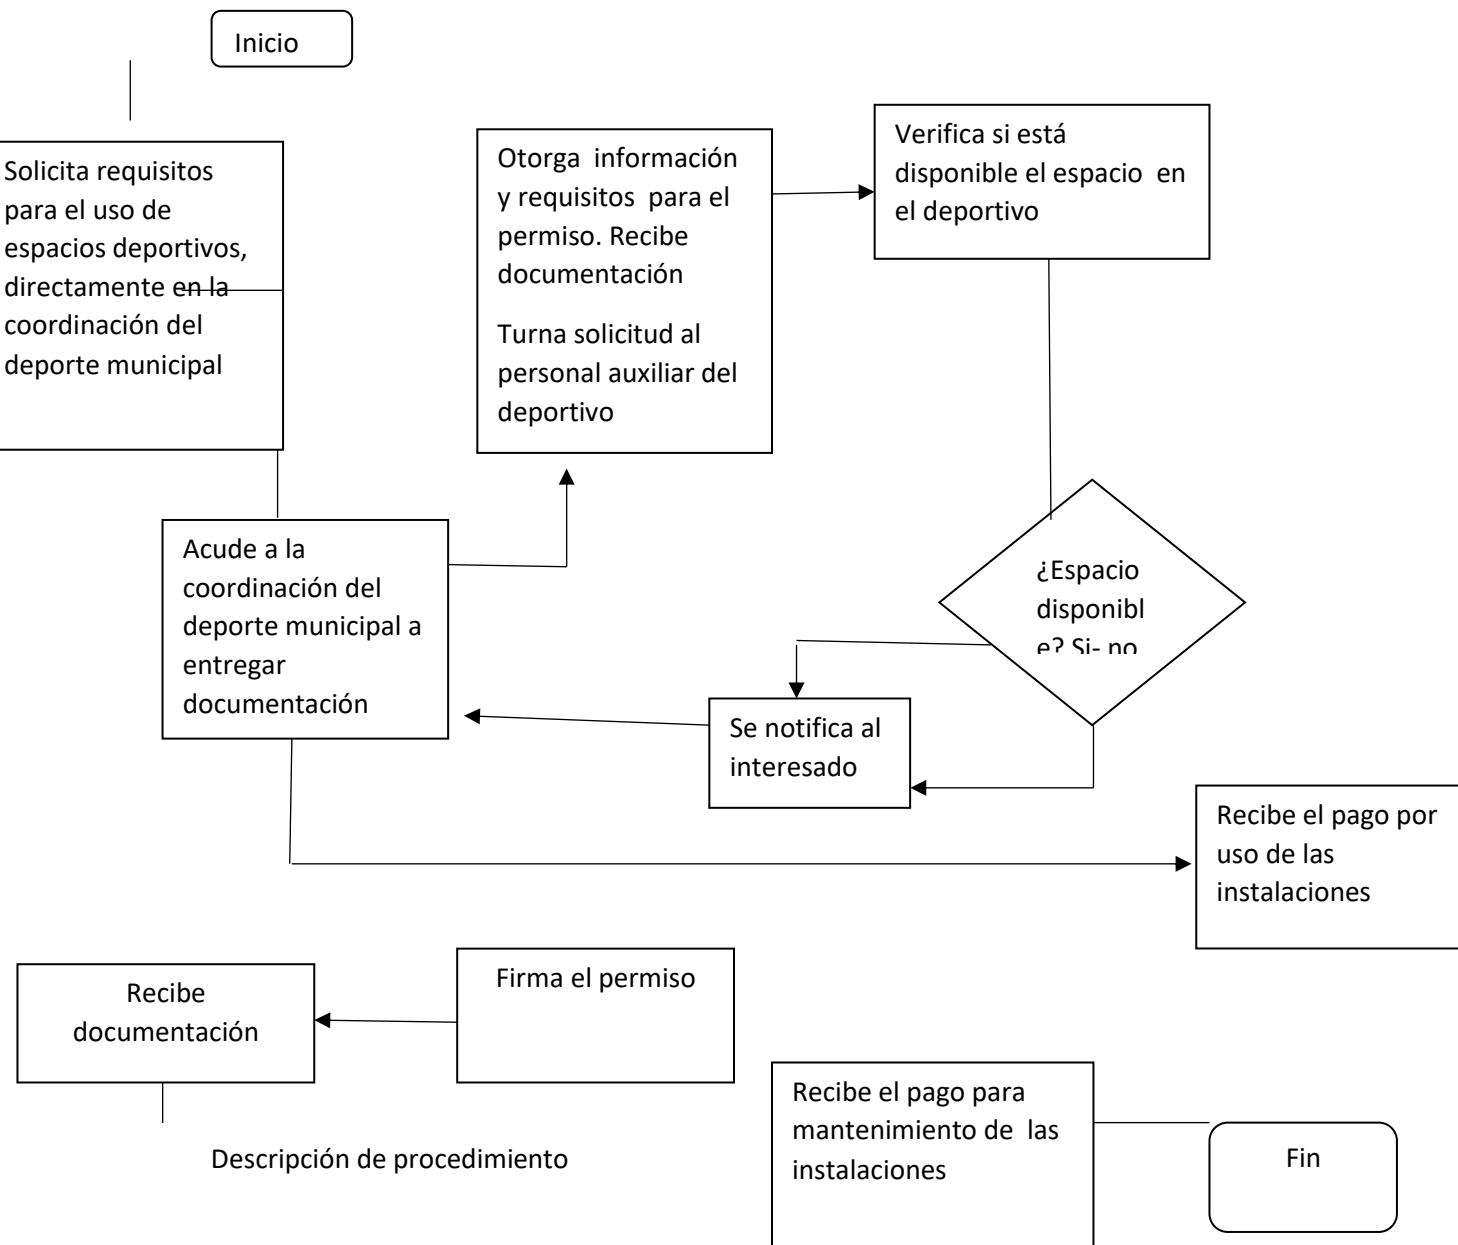 Inicio
Solicita requisitos
para el uso de
espacios deportivos,
directamente en la
coordinación del
deporte municipal
Otorga información
y requisitos para el
permiso. Recibe
documentación
Turna solicitud al
personal auxiliar del
deportivo
Verifica si está
disponible el espacio en
el deportivo
Acude a la
coordinación del
deporte municipal a
entregar
documentación
¿Espacio
disponibl
e? Si- no
Se notifica al
interesado
Recibe el pago por
uso de las
instalaciones
Recibe
documentación
Firma el permiso
Recibe el pago para
mantenimiento de las
instalaciones
Fin
Descripción de procedimiento